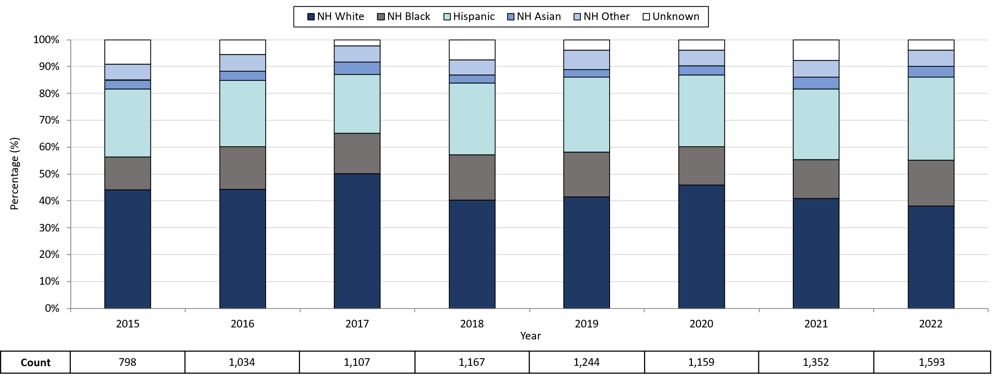 NH White NH Black Hispanic NH Asian NH Other Unknown
100%
90%
80%
70%
60%
50%
40%
30%
20%
10%
0%
Percentage (%)
2015 2016 2017 2018 2019 2020 2021 2022
Year
Count 798 1,034 1,107 1,167 1,244 1,159 1,352 1,593